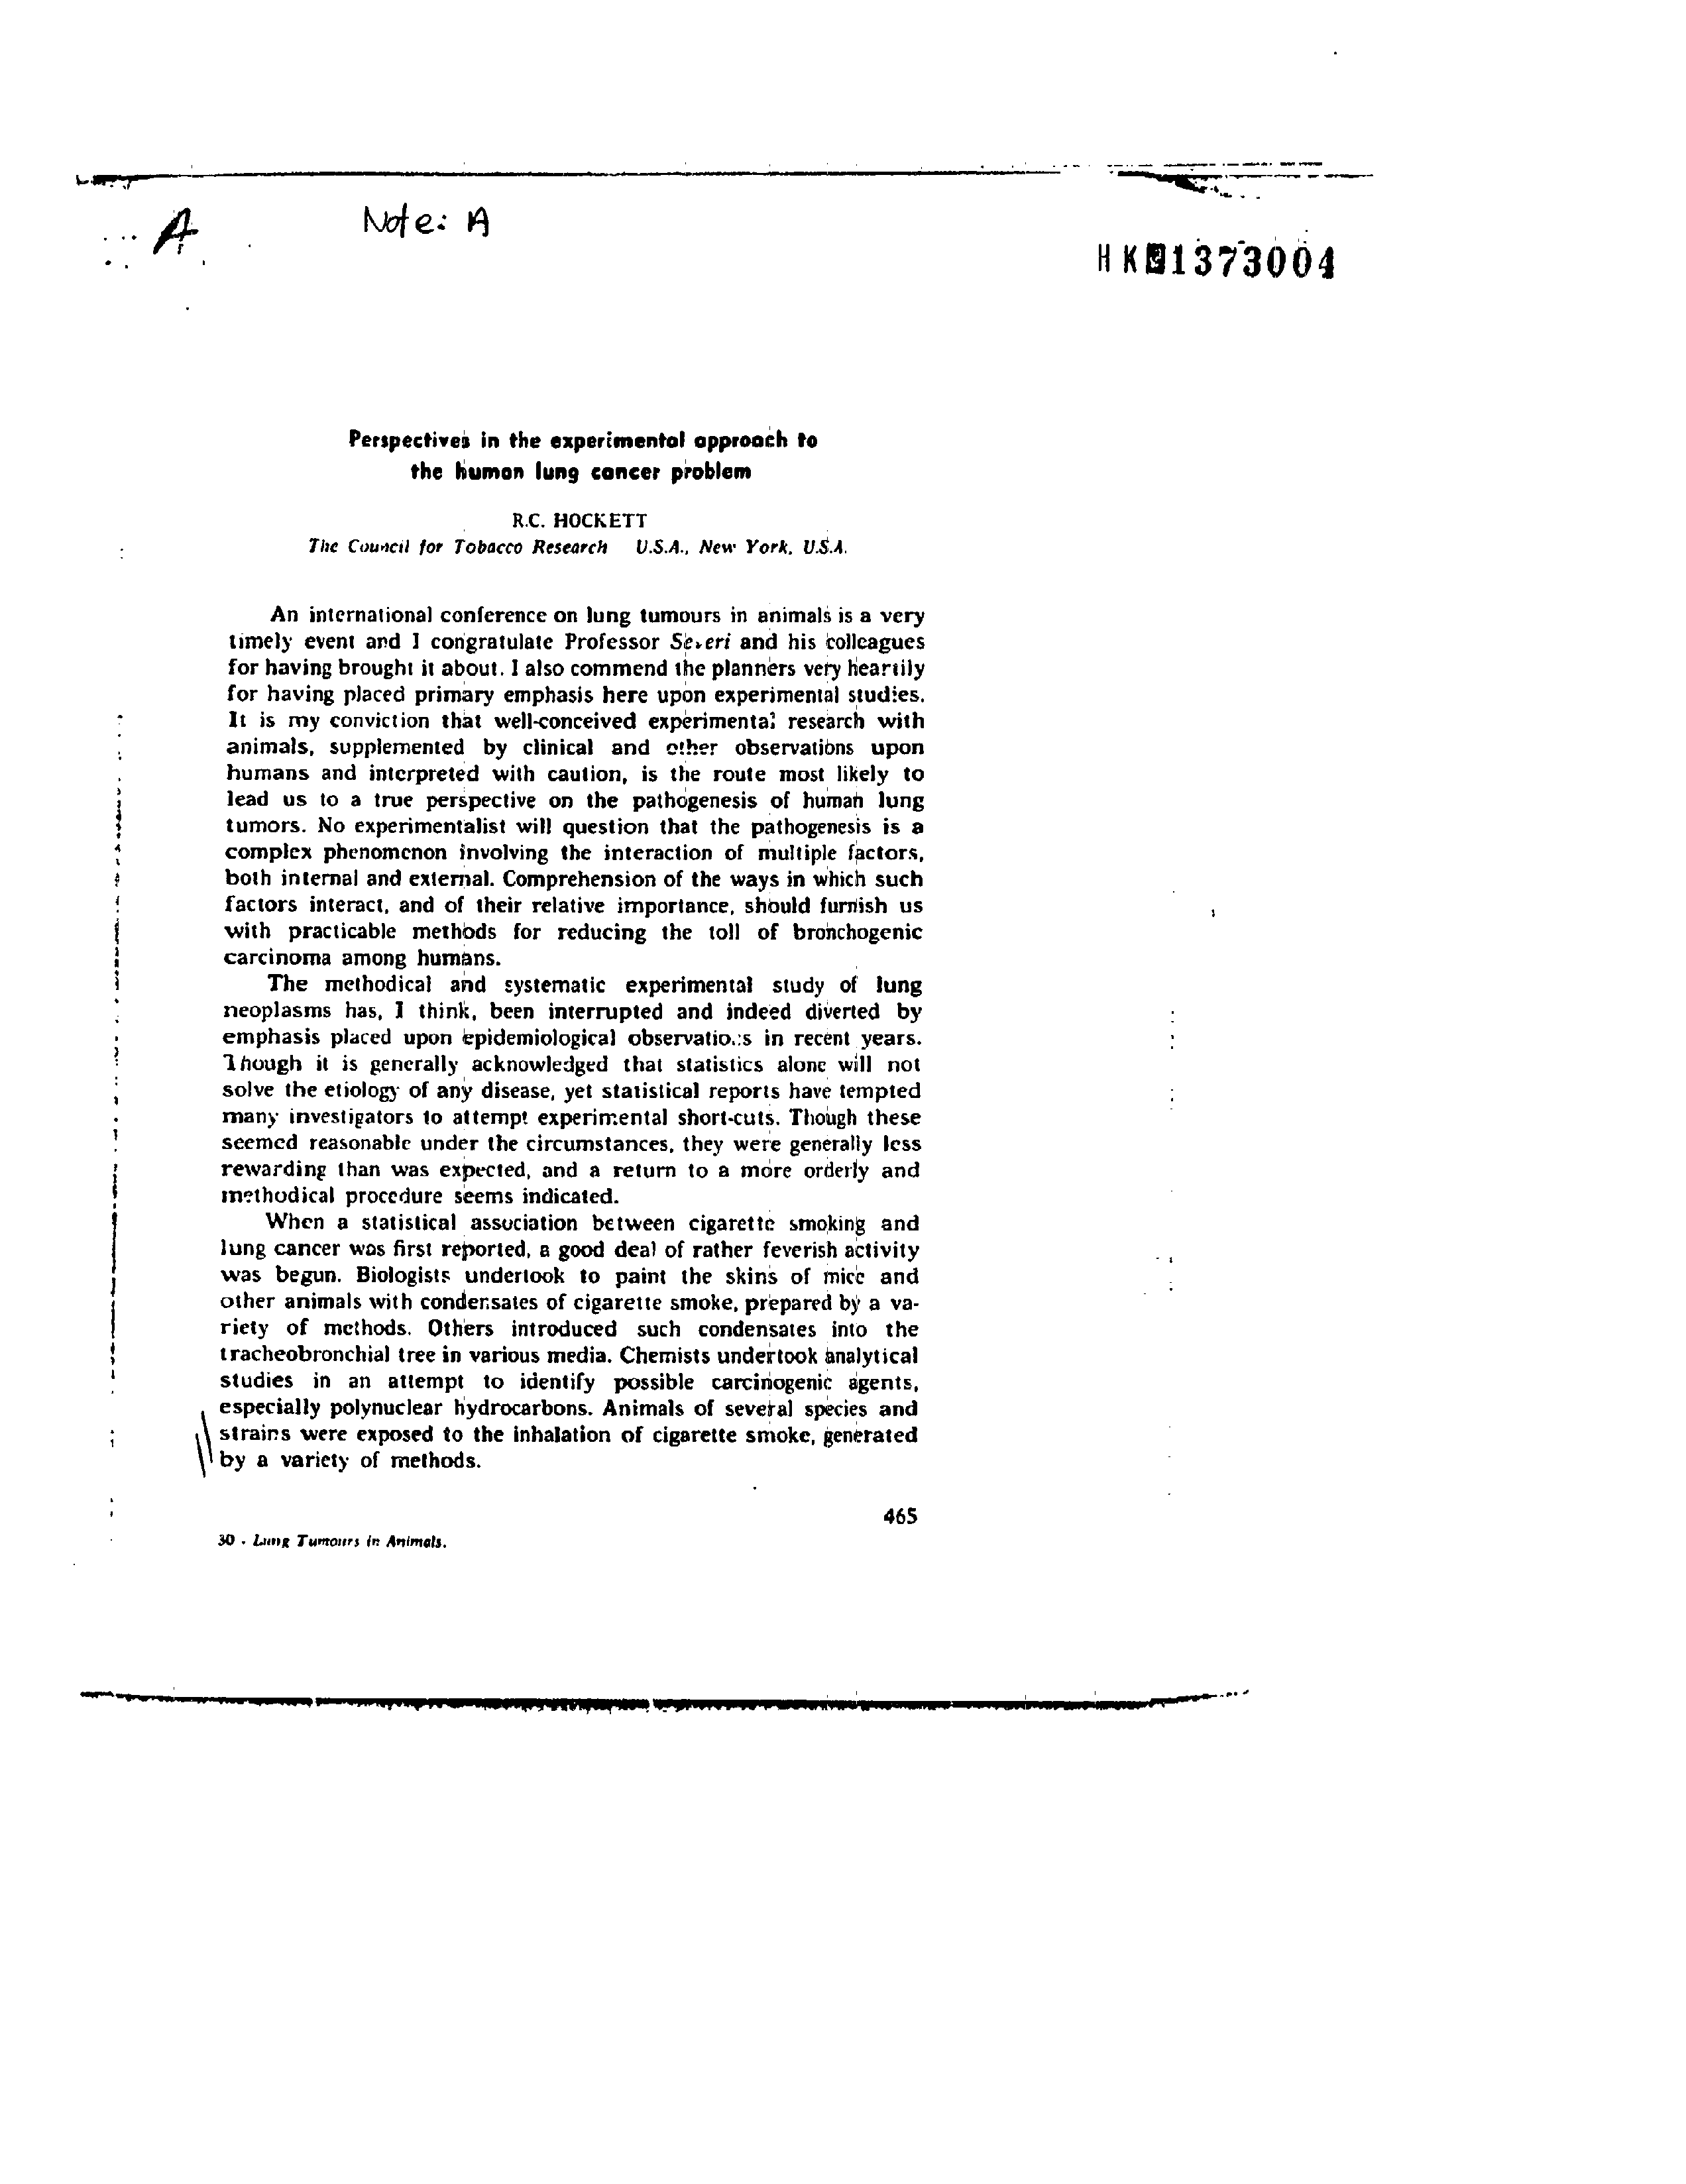 A
Note: A
HK 1373004
Perspectives in the experimental approach to
the human lung cancer problem
R.C. HOCKETT
The Council for Tobacco Research U.S.A., New York, U.S.A.
An international conference on lung tumours in animals is a very
timely event and I congratulate Professor Severi and his colleagues
for having brought it about. I also commend the planners very heartily
for having placed primary emphasis here upon experimental studies.
It is my conviction that well-conceived experimental research with
animals, supplemented by clinical and other observations upon
humans and interpreted with caution, is the route most likely to
lead us to a true perspective on the pathogenesis of human lung
tumors. No experimentalist will question that the pathogenesis is a
complex phenomenon involving the interaction of multiple factors,
both internal and external. Comprehension of the ways in which such
factors interact, and of their relative importance, should furnish us
with practicable methods for reducing the toll of bronchogenic
carcinoma among humans.
The methodical and systematic experimental study of lung
neoplasms has, I think, been interrupted and indeed diverted by
emphasis placed upon epidemiological observations in recent years.
Though it is generally acknowledged that statistics alone will not
solve the etiology of any disease, yet statistical reports have tempted
many investigators to attempt experimental short-cuts. Though these
seemed reasonable under the circumstances, they were generally less
rewarding than was expected, and a return to a more orderly and
methodical procedure seems indicated.
When a statistical association between cigarette smoking and
lung cancer was first reported, a good deal of rather feverish activity
was begun. Biologists undertook to paint the skins of mice and
other animals with condensates of cigarette smoke, prepared by a va-
riety of methods. Others introduced such condensates into the
tracheobronchial tree in various media. Chemists undertook analytical
studies in an attempt to identify possible carcinogenic agents,
especially polynuclear hydrocarbons. Animals of several species and
strains were exposed to the inhalation of cigarette smoke, generated
by a variety of methods.
465
30 - Lung Tumours in Animals.